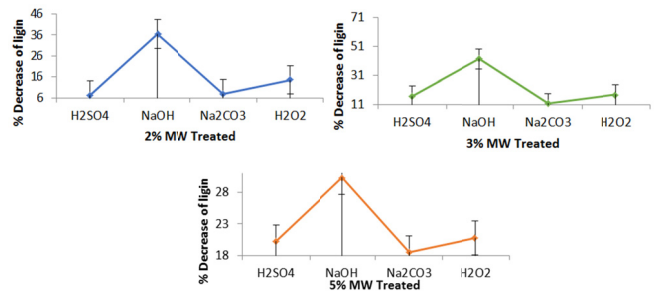 % Decrease of ligin
46
36
26
16
6
H2SO4 NaOH Na2CO3 H2O2
2% MW Treated
% Decrease of ligin
71
51
31
11
H2SO4 NaOH Na2CO3 H2O2
3% MW Treated
% Decrease of ligin
28
23
18
H2SO4 NaOH Na2CO3 H2O2
5% MW Treated